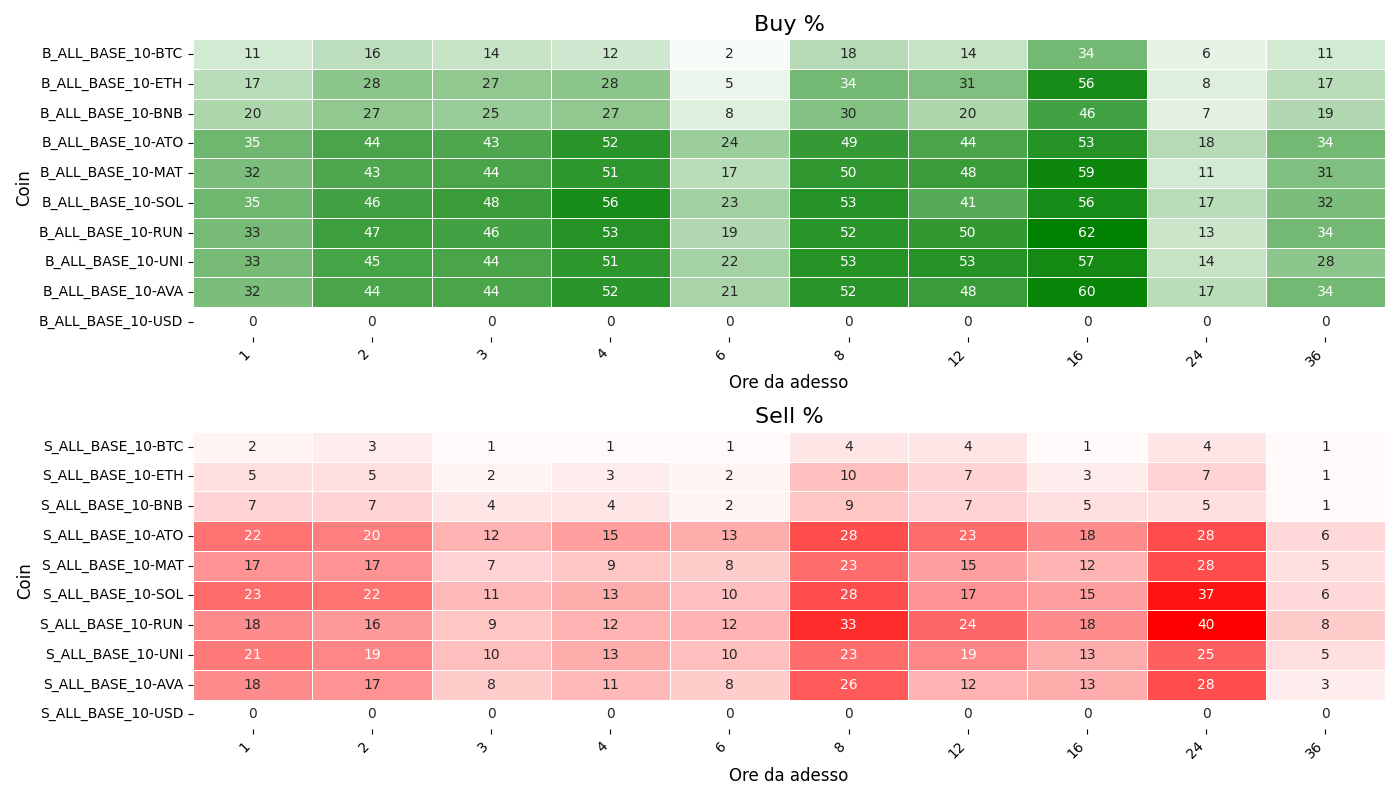 Buy %
Coin
B_ALL_BASE_10-BTC 11 16 14 12 2 18 14 34 6 11
B_ALL_BASE_10-ETH 17 28 27 28 5 34 31 56 8 17
B_ALL_BASE_10-BNB 20 27 25 27 8 30 20 46 7 19
B_ALL_BASE_10-ATO 35 44 43 52 24 49 44 53 18 34
B_ALL_BASE_10-MAT 32 43 44 51 17 50 48 59 11 31
B_ALL_BASE_10-SOL 35 46 48 56 23 53 41 56 17 32
B_ALL_BASE_10-RUN 33 47 46 53 19 52 50 62 13 34
B_ALL_BASE_10-UNI 33 45 44 51 22 53 53 57 14 28
B_ALL_BASE_10-AVA 32 44 44 52 21 52 48 60 17 34
B_ALL_BASE_10-USD 0 0 0 0 0 0 0 0 0 0
1 2 3 4 6 8 12 16 24 36
Ore da adesso
Sell %
Coin
S_ALL_BASE_10-BTC 2 3 1 1 1 4 4 1 4 1
S_ALL_BASE_10-ETH 5 5 2 3 2 10 7 3 7 1
S_ALL_BASE_10-BNB 7 7 4 4 2 9 7 5 5 1
S_ALL_BASE_10-ATO 22 20 12 15 13 28 23 18 28 6
S_ALL_BASE_10-MAT 17 17 7 9 8 23 15 12 28 5
S_ALL_BASE_10-SOL 23 22 11 13 10 28 17 15 37 6
S_ALL_BASE_10-RUN 18 16 9 12 12 33 24 18 40 8
S_ALL_BASE_10-UNI 21 19 10 13 10 23 19 13 25 5
S_ALL_BASE_10-AVA 18 17 8 11 8 26 12 13 28 3
S_ALL_BASE_10-USD 0 0 0 0 0 0 0 0 0 0
1 2 3 4 6 8 12 16 24 36
Ore da adesso